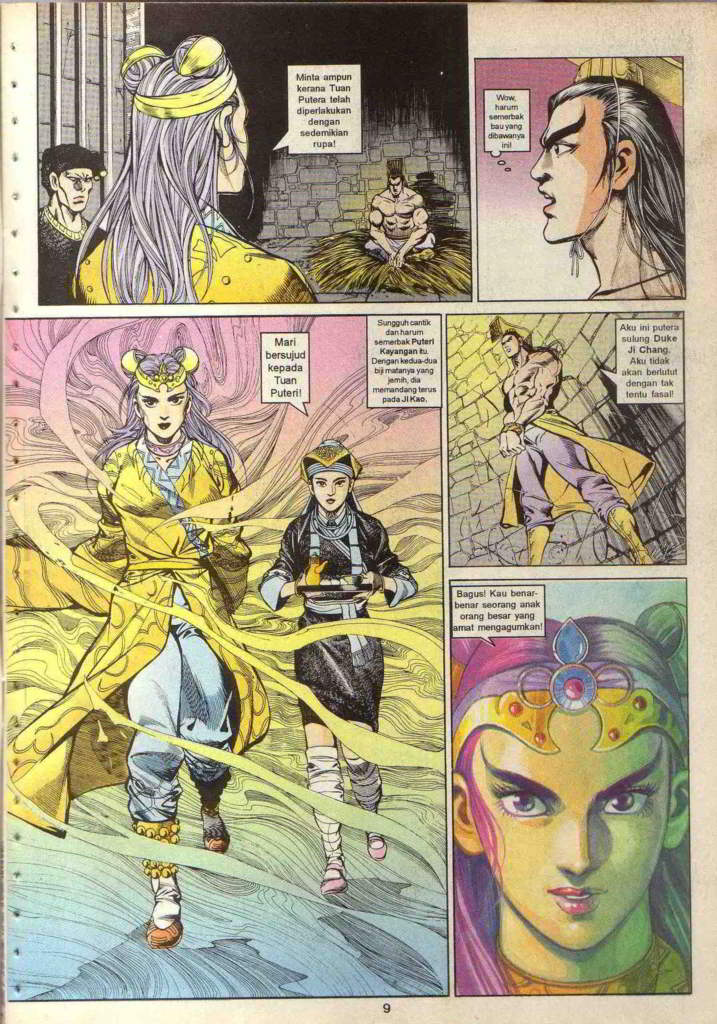 Minta ampun
kerana Tuan
Putera telah
diperlakukan
dengan
sedemikian
rupa!
Wow,
harum
semerbak
bau yang
dibawanya
ini!
Mari
bersujud
kepada
Tuan
Puteri!
Sungguh cantik
dan harum
semerbak Puteri
Kayangan itu.
Dengan kedua-dua
biji matanya yang
jernih, dia
memandang terus
pada JI Kao.
Aku ini putera
sulung Duke
Ji Chang.
Aku tidak
akan berlutut
dengan tak
tentu fasal!
Bagus! Kau benar-
benar seorang anak
orang besar yang
amat mengagumkan!
9